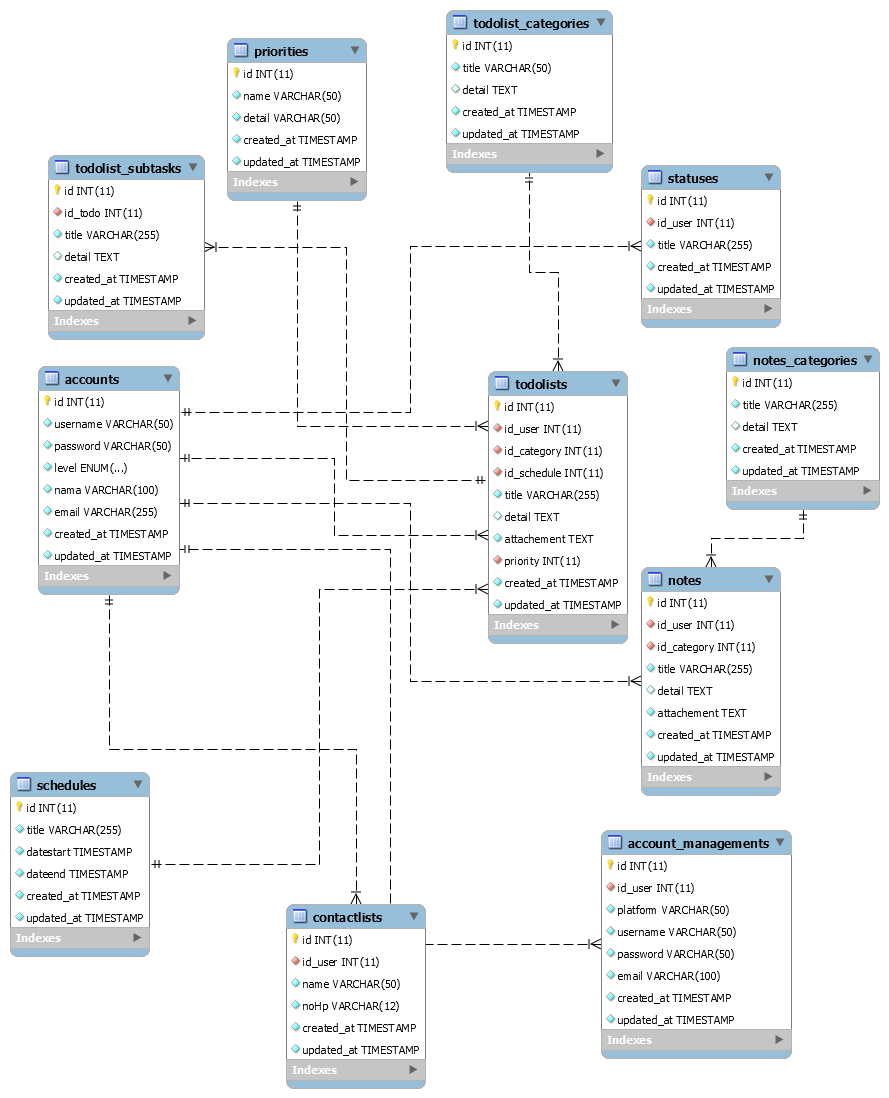 todolist_categories
id INT(11)
title VARCHAR(50)
detail TEXT
created_at TIMESTAMP
updated_at TIMESTAMP
Indexes
priorities
id INT(11)
name VARCHAR(50)
detail VARCHAR(50)
created_at TIMESTAMP
updated_at TIMESTAMP
Indexes
todolist_subtasks
id INT(11)
id_todo INT(11)
title VARCHAR(255)
detail TEXT
created_at TIMESTAMP
updated_at TIMESTAMP
Indexes
statuses
id INT(11)
id_user INT(11)
title VARCHAR(255)
created_at TIMESTAMP
updated_at TIMESTAMP
Indexes
notes_categories
id INT(11)
title VARCHAR(255)
detail TEXT
created_at TIMESTAMP
updated_at TIMESTAMP
Indexes
accounts
id INT(11)
username VARCHAR(50)
password VARCHAR(50)
level ENUM(...)
nama VARCHAR(100)
email VARCHAR(255)
created_at TIMESTAMP
updated_at TIMESTAMP
Indexes
todolists
id INT(11)
id_user INT(11)
id_category INT(11)
id_schedule INT(11)
title VARCHAR(255)
detail TEXT
attachement TEXT
priority INT(11)
created_at TIMESTAMP
updated_at TIMESTAMP
Indexes
notes
id INT(11)
id_user INT(11)
id_category INT(11)
title VARCHAR(255)
detail TEXT
attachement TEXT
created_at TIMESTAMP
updated_at TIMESTAMP
Indexes
schedules
id INT(11)
title VARCHAR(255)
datestart TIMESTAMP
dateend TIMESTAMP
created_at TIMESTAMP
updated_at TIMESTAMP
Indexes
contactlists
id INT(11)
id_user INT(11)
name VARCHAR(50)
noHp VARCHAR(12)
created_at TIMESTAMP
updated_at TIMESTAMP
Indexes
account_managements
id INT(11)
id_user INT(11)
platform VARCHAR(50)
username VARCHAR(50)
password VARCHAR(50)
email VARCHAR(100)
created_at TIMESTAMP
updated_at TIMESTAMP
Indexes